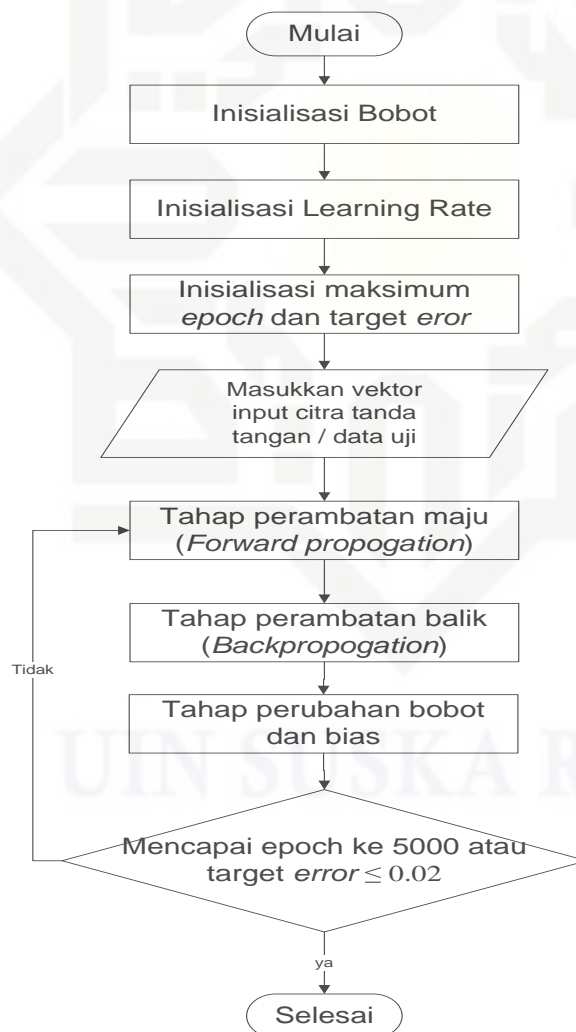 Mulai
Inisialisasi Bobot
Inisialisasi Learning Rate
Inisialisasi maksimum
epoch dan target eror
Masukkan vektor
input citra tanda
tangan / data uji
Tahap perambatan maju
(Forward propogation)
Tahap perambatan balik
(Backpropogation)
Tidak
Tahap perubahan bobot
dan bias
UIN SUSKA R
Mencapai epoch ke 5000 atau
target error ≤ 0.02
ya
Selesai